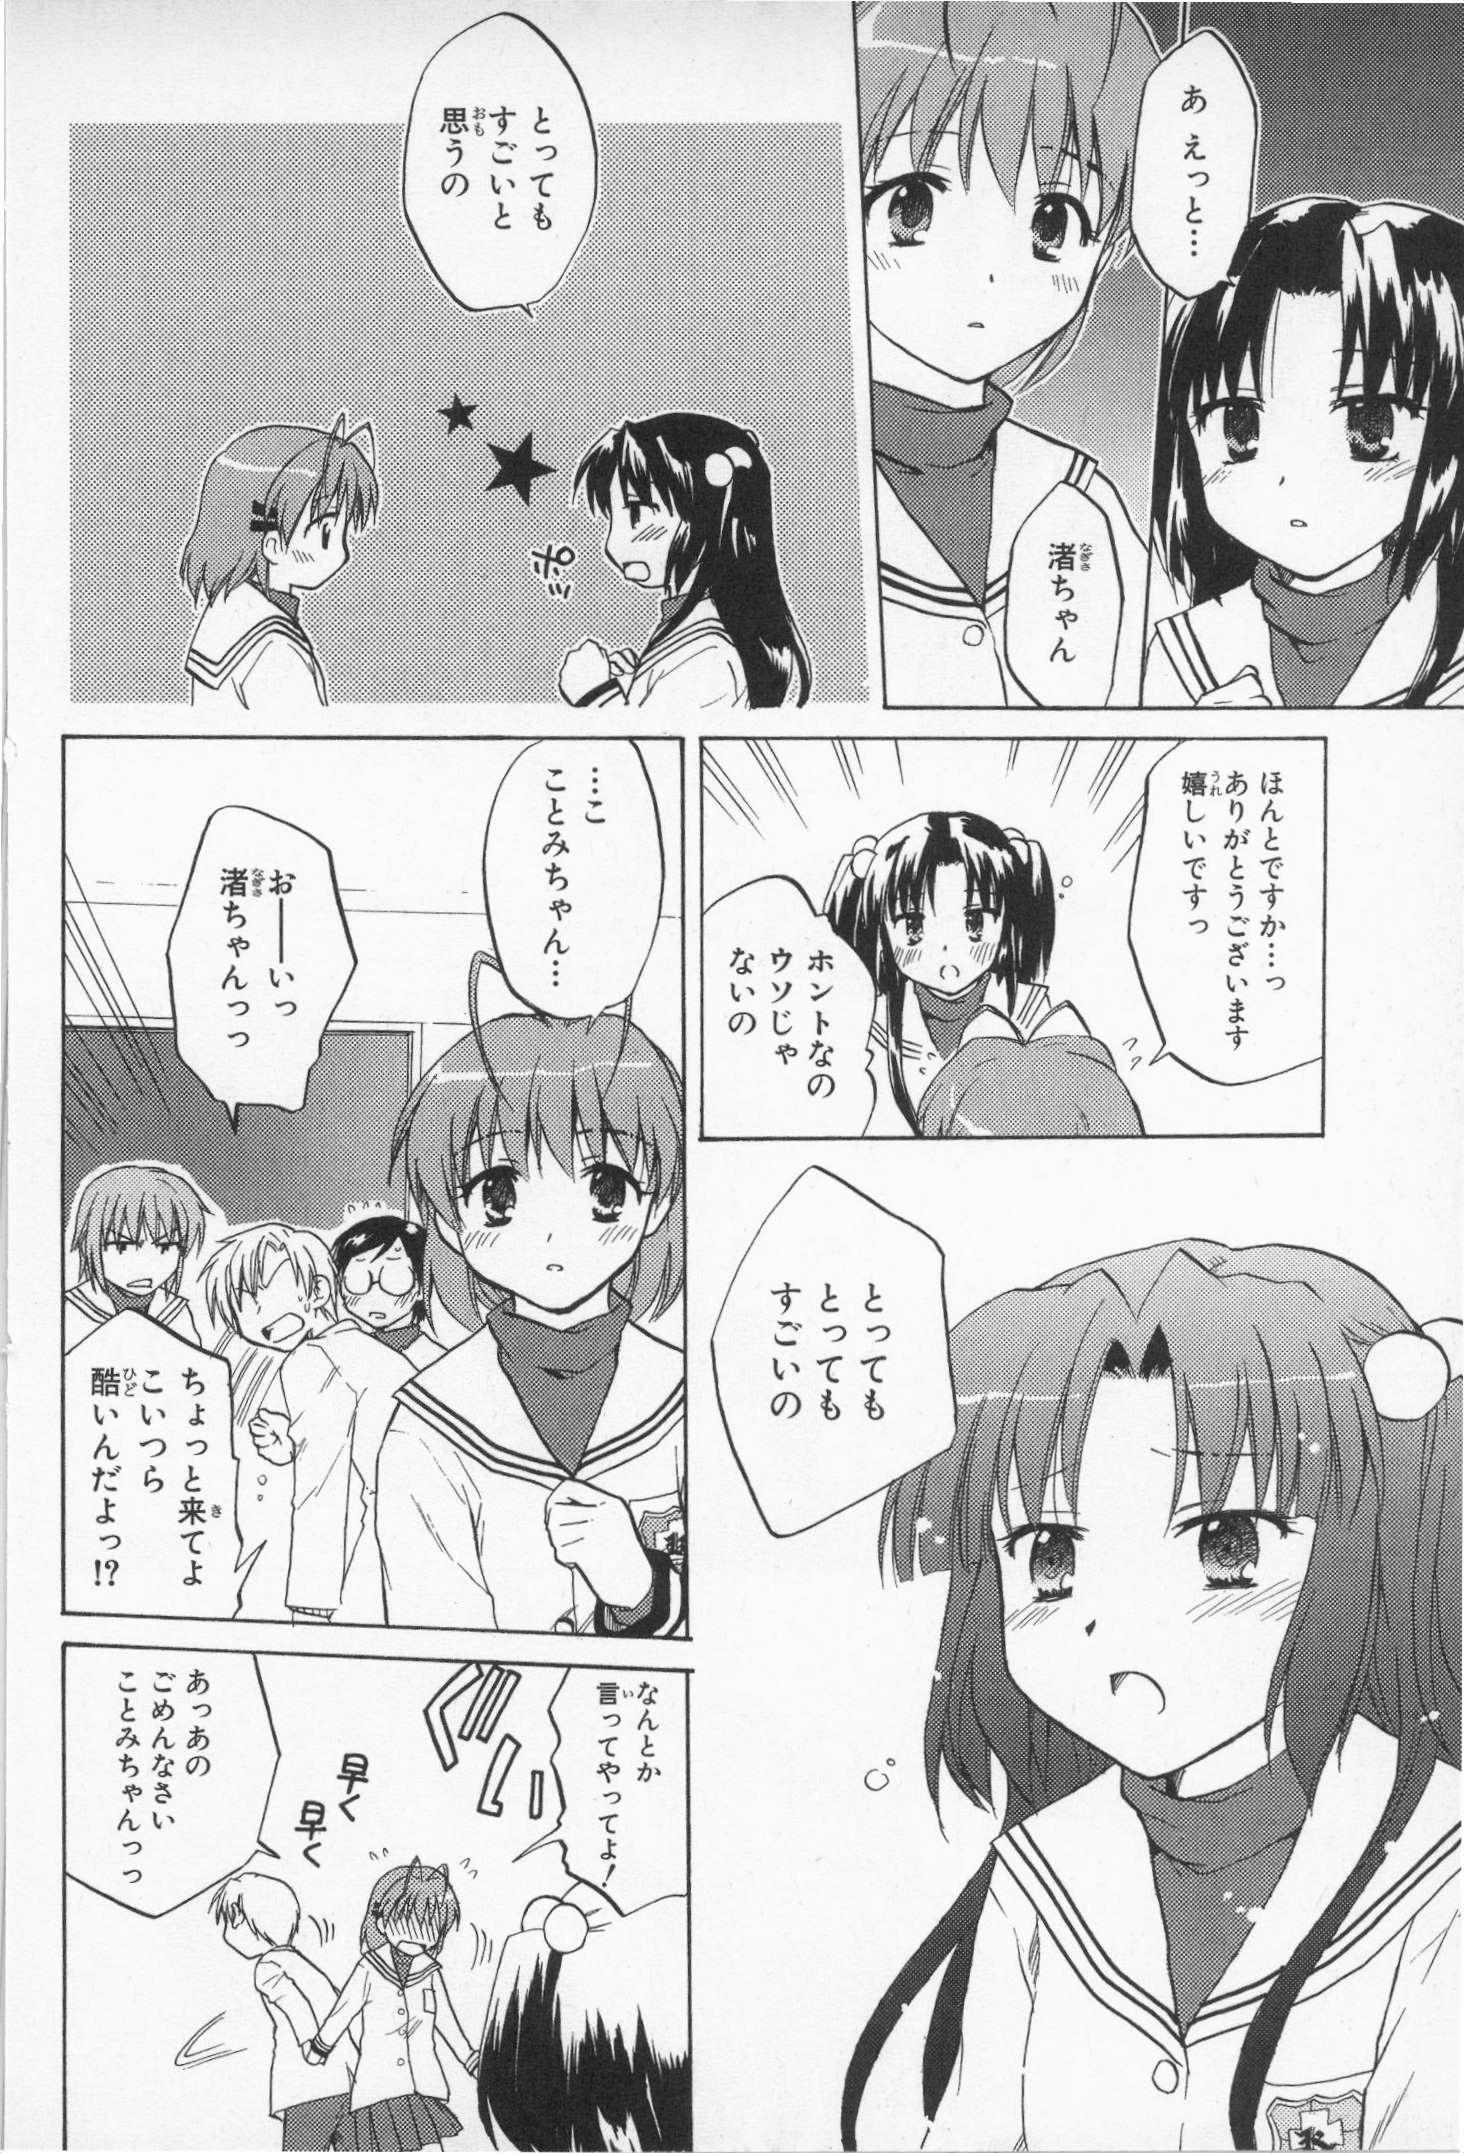 あ えっと…
渚ちゃん
とっても
すごいと
思うの
ポッ
ほんとですか…っ
ありがとうございます
嬉しいですっ
ホントなの
ウソじゃ
ないの
とっても
とっても
すごいの
…こ
ことみちゃん…
おーいっ
渚ちゃんっっ
ちょっと来てよ
こいつら
酷いんだよっ!?
なんとか
言ってやってよ!
早く
早く
あっあの
ごめんなさい
ことみちゃんっっ